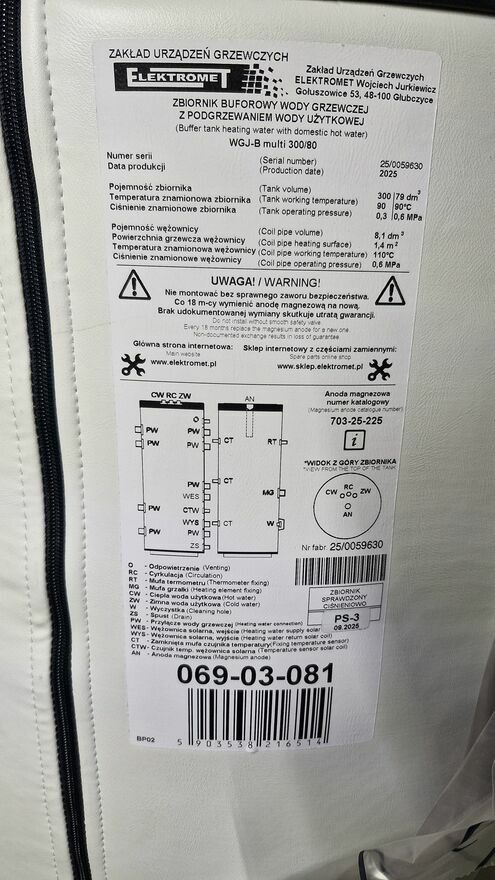 ZAKŁAD URZĄDZEŃ GRZEWCZYCH
ELEKTROMET
Zakład Urządzeń Grzewczych
ELEKTROMET Wojciech Jurkiewicz
Gołuszowice 53, 48-100 Głubczyce
ZBIORNIK BUFOROWY WODY GRZEWCZEJ
Z PODGRZEWANIEM WODY UŻYTKOWEJ
(Buffer tank heating water with domestic hot water)
WGJ-B multi 300/80
Numer serii (Serial number) 25/0059630
Data produkcji (Production date) 2025
Pojemność zbiornika (Tank volume) 300 | 79 dm³
Temperatura znamionowa zbiornika (Tank working temperature) 90 | 90°C
Ciśnienie znamionowe zbiornika (Tank operating pressure) 0,3 | 0,6 MPa
Pojemność wężownicy (Coil pipe volume) 8,1 dm³
Powierzchnia grzewcza wężownicy (Coil pipe heating surface) 1,4 m²
Temperatura znamionowa wężownicy (Coil pipe working temperature) 110°C
Ciśnienie znamionowe wężownicy (Coil pipe operating pressure) 0,6 MPa
UWAGA! / WARNING!
Nie montować bez sprawnego zaworu bezpieczeństwa.
Co 18 m-cy wymienić anodę magnezową na nową.
Brak udokumentowanej wymiany skutkuje utratą gwarancji.
Do not install without safety valve
Every 18 months replace the magnesium anode for a new one.
Non-documented exchange results in loss of guarantee.
Główna strona internetowa:
Main website
www.elektromet.pl
Sklep internetowy z częściami zamiennymi:
Spare parts online shop
www.sklep.elektromet.pl
CW RC ZW
AN
O
PW PW
PW PW
PW
WES
PW CTW
WYS
PW PW
ZS
CT RT
CT
MG
CT W
Anoda magnezowa
numer katalogowy
(Magnesium anode catalogue number)
703-25-225
i
*WIDOK Z GÓRY ZBIORNIKA
*VIEW FROM THE TOP OF THE TANK
RC
CW ZW
AN
Nr fabr. 25/0059630
ZBIORNIK
SPRAWDZONY
CIŚNIENIOWO
PS-3
09.2025
O - Odpowietrzenie (Venting)
RC - Cyrkulacja (Circulation)
RT - Mufa termometru (Thermometer fixing)
MG - Mufa grzałki (Heating element fixing)
CW - Ciepła woda użytkowa (Hot water)
ZW - Zimna woda użytkowa (Cold water)
W - Wyczystka (Cleaning hole)
ZS - Spust (Drain)
PW - Przyłącze wody grzewczej (Heating water connection)
WES - Wężownica solarna, wejście (Heating water supply solar
WYS - Wężownica solarna, wyjście (Heating water return solar coil)
CT - Zamknięta mufa czujnika temperatury (Fixing temperature sensor)
CTW - Czujnik temp. wężownica solarna (Temperature sensor solar coil)
AN - Anoda magnezowa (Magnesium anode)
069-03-081
BP02
5 903538 216514